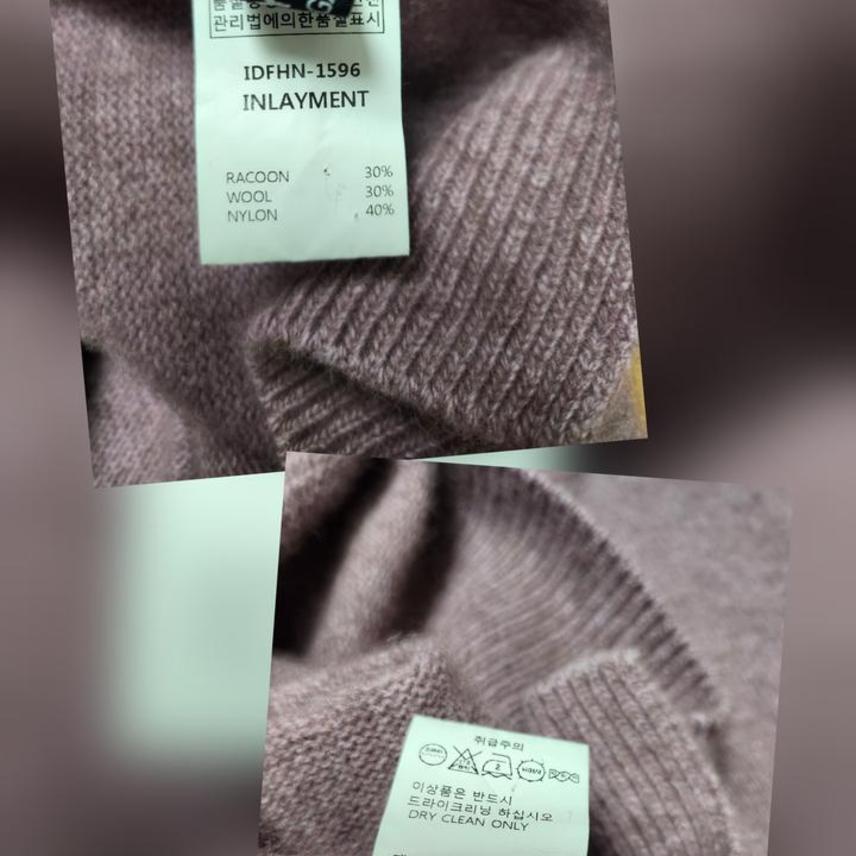 관리법에의한품질표시
IDFHN-1596
INLAYMENT
RACOON 30%
WOOL 30%
NYLON 40%
취급주의
이상품은 반드시
드라이크리닝 하십시오
DRY CLEAN ONLY